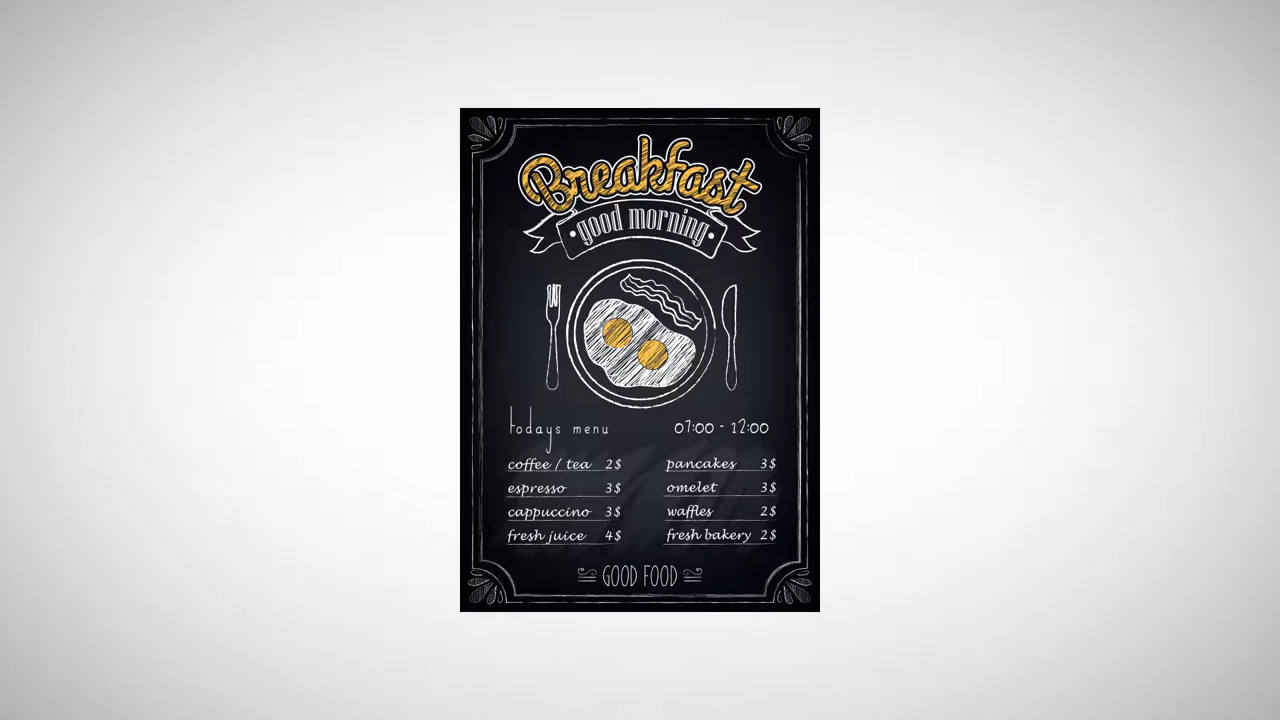 Breakfast
• good morning •
todays menu 07:00 - 12:00
coffee / tea 2$ pancakes 3$
espresso 3$ omelet 3$
cappuccino 3$ waffles 2$
fresh juice 4$ fresh bakery 2$
GOOD FOOD